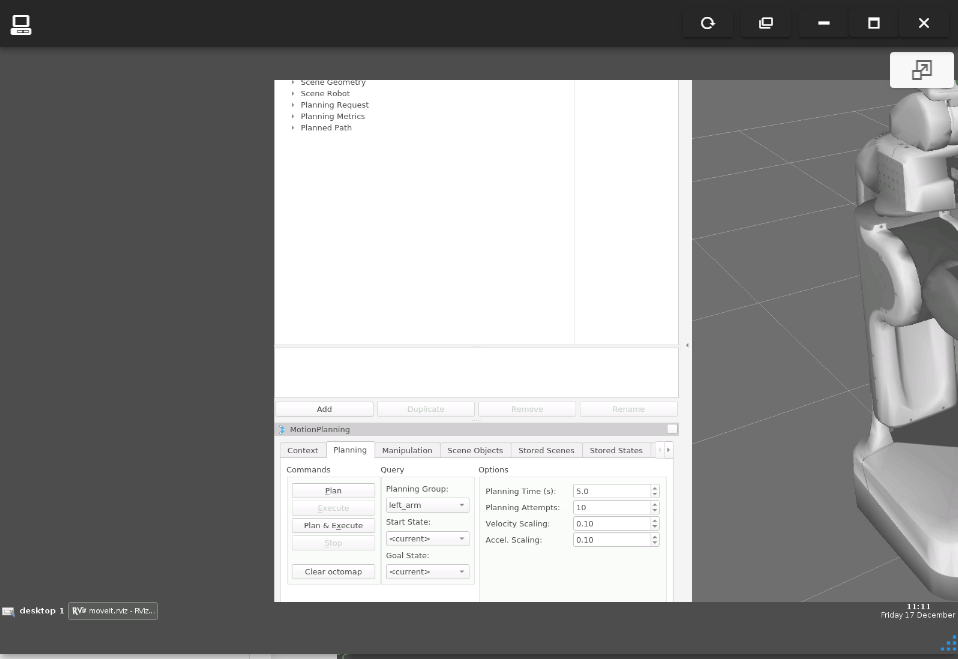 Scene Geometry
Scene Robot
Planning Request
Planning Metrics
Planned Path
Add Duplicate Remove Rename
MotionPlanning
Context Planning Manipulation Scene Objects Stored Scenes Stored States
Commands Query Options
Plan
Execute
Plan & Execute
Stop
Clear octomap
Planning Group:
left_arm
Start State:
<current>
Goal State:
<current>
Planning Time (s): 5.0
Planning Attempts: 10
Velocity Scaling: 0.10
Accel. Scaling: 0.10
desktop 1 RViz moveit.rviz - RViz...
11:11
Friday 17 December